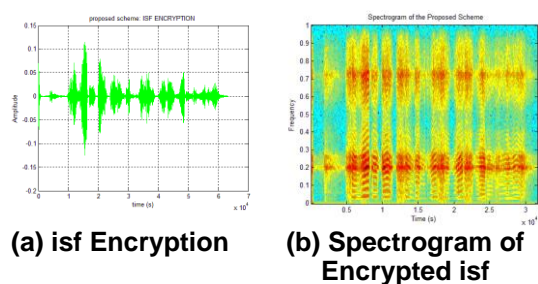 proposed scheme: ISF ENCRYPTION
0.15
0.1
0.05
0
-0.05
-0.1
-0.15
-0.2
Amplitude
0 1 2 3 4 5 6 7
time (s)
x 10^4
(a) isf Encryption
Spectrogram of the Proposed Scheme
1
0.9
0.8
0.7
0.6
0.5
0.4
0.3
0.2
0.1
0
Frequency
0.5 1 1.5 2 2.5 3
Time (s)
x 10^4
(b) Spectrogram of
Encrypted isf